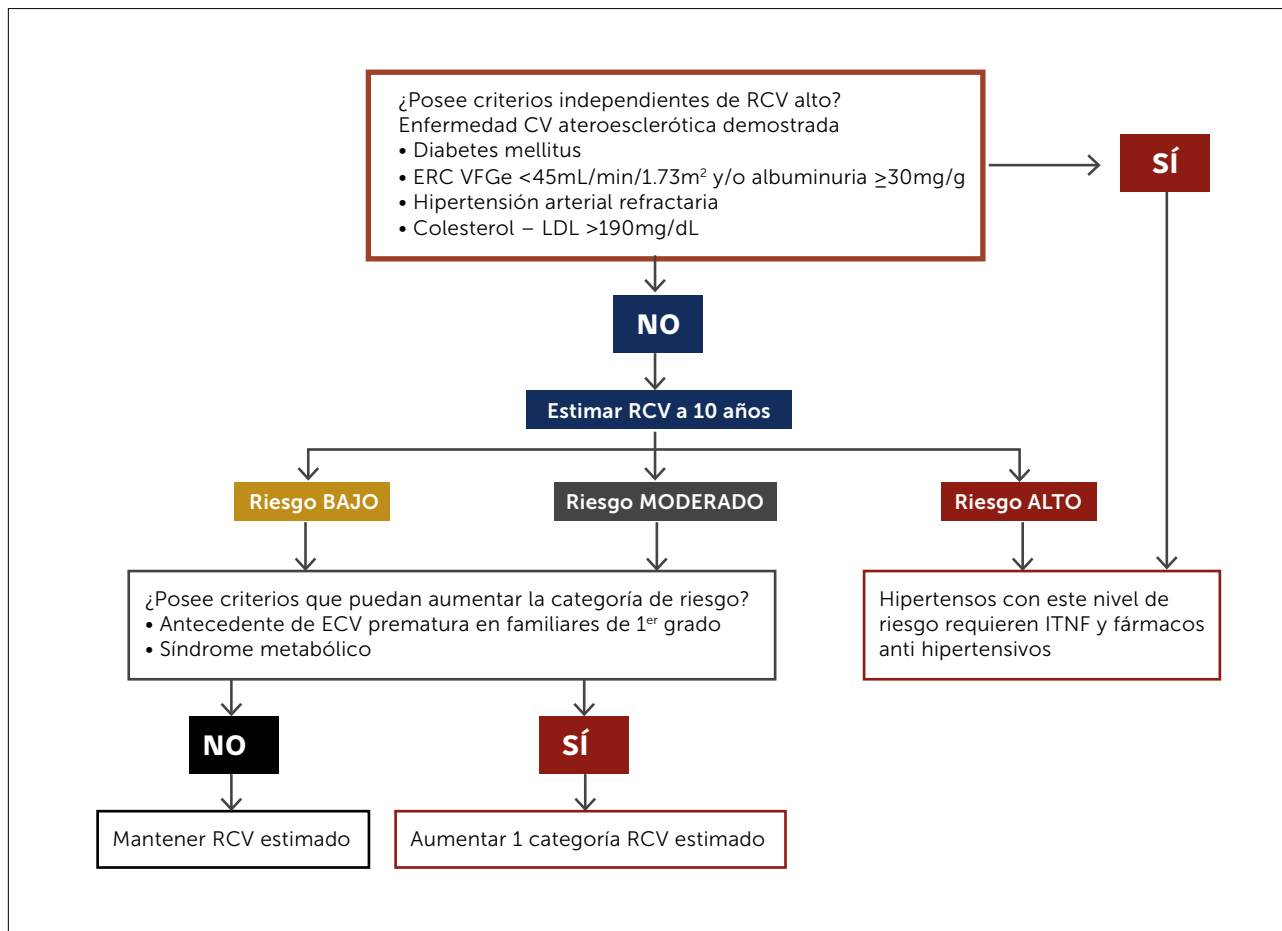 ¿Posee criterios independientes de RCV alto?
Enfermedad CV ateroesclerótica demostrada
• Diabetes mellitus
• ERC VFGe <45mL/min/1.73m² y/o albuminuria ≥30mg/g
• Hipertensión arterial refractaria
• Colesterol – LDL >190mg/dL
SÍ
NO
Estimar RCV a 10 años
Riesgo BAJO
Riesgo MODERADO
Riesgo ALTO
¿Posee criterios que puedan aumentar la categoría de riesgo?
• Antecedente de ECV prematura en familiares de 1er grado
• Síndrome metabólico
Hipertensos con este nivel de
riesgo requieren ITNF y fármacos
anti hipertensivos
NO
SÍ
Mantener RCV estimado
Aumentar 1 categoría RCV estimado